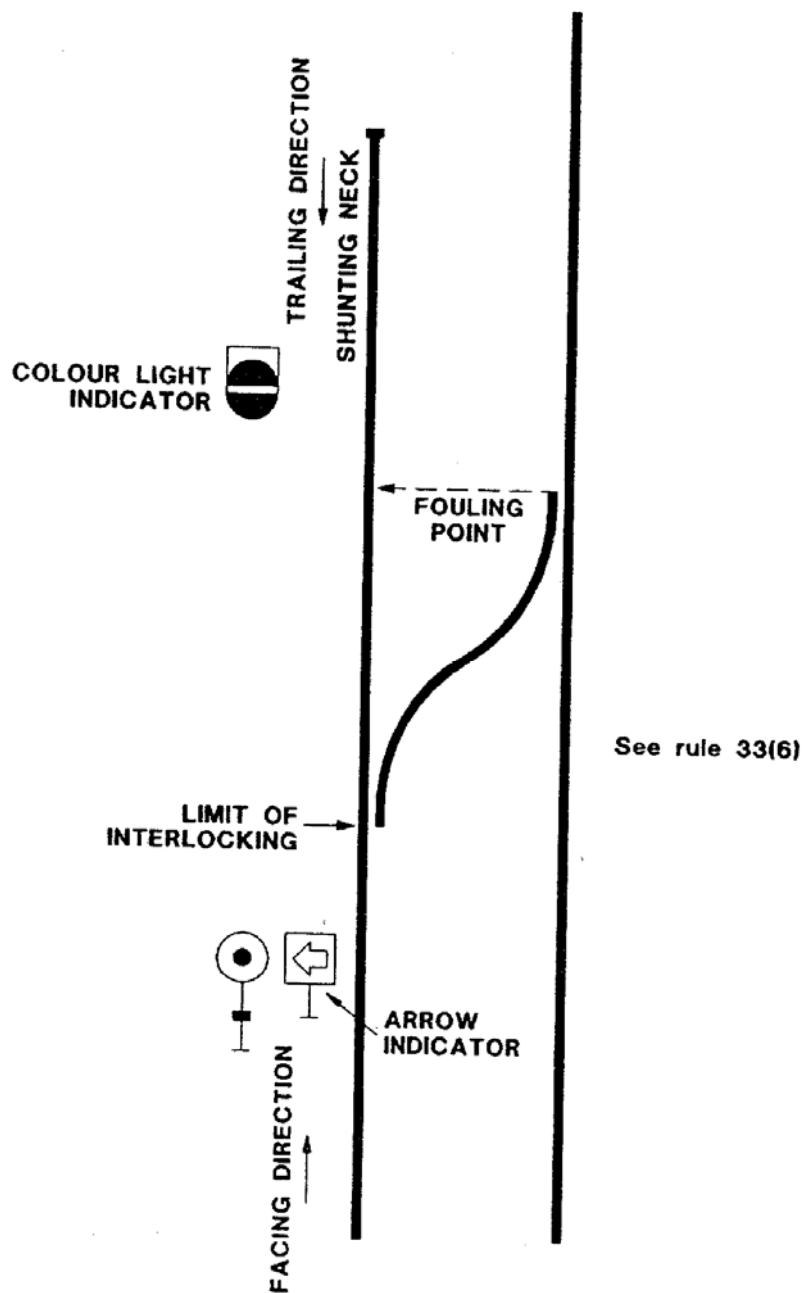 TRAILING DIRECTION
SHUNTING NECK
COLOUR LIGHT
INDICATOR
FOULING
POINT
See rule 33(6)
LIMIT OF
INTERLOCKING
ARROW
INDICATOR
FACING DIRECTION